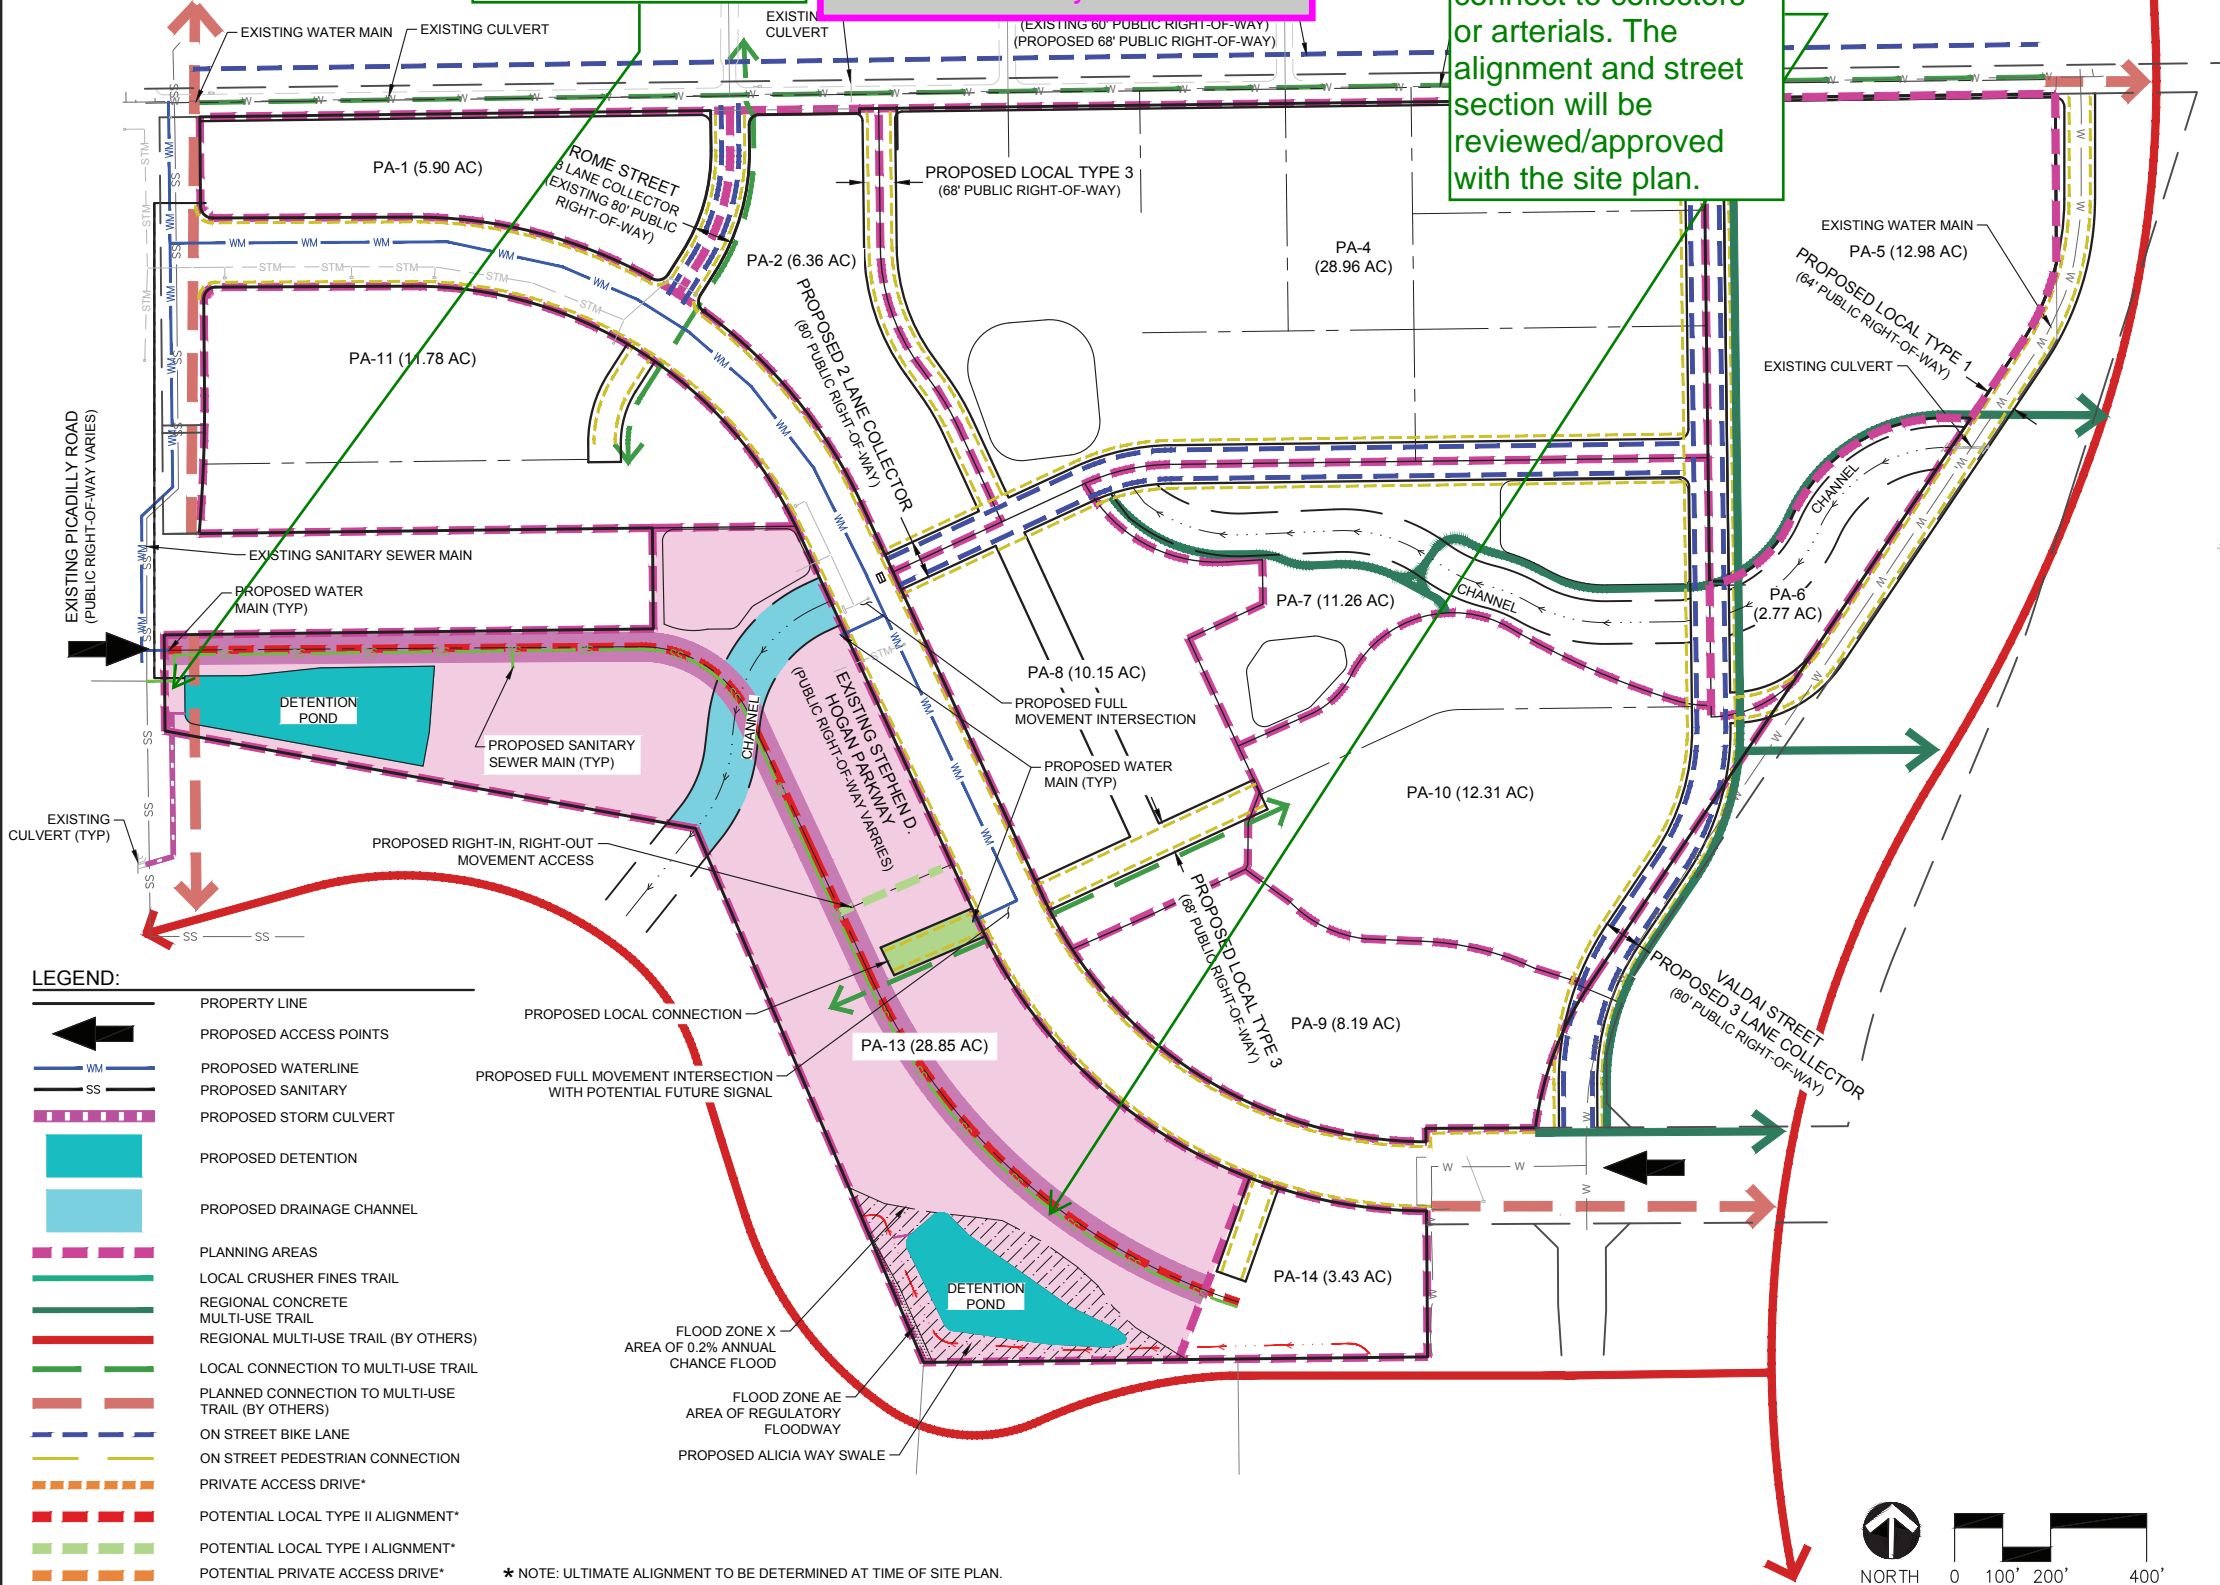 EXISTING WATER MAIN
EXISTING CULVERT
CULVERT
(EXISTING 60' PUBLIC RIGHT-OF-WAY)
(PROPOSED 68' PUBLIC RIGHT-OF-WAY)
connect to collectors
or arterials. The
alignment and street
section will be
reviewed/approved
with the site plan.
PA-1 (5.90 AC)
ROME STREET
3 LANE COLLECTOR
(EXISTING 80' PUBLIC
RIGHT-OF-WAY)
PROPOSED LOCAL TYPE 3
(68' PUBLIC RIGHT-OF-WAY)
PA-2 (6.36 AC)
PA-4
(28.96 AC)
EXISTING WATER MAIN
PA-5 (12.98 AC)
PROPOSED LOCAL TYPE 1
(64' PUBLIC RIGHT-OF-WAY)
EXISTING CULVERT
PROPOSED 2 LANE COLLECTOR
(80' PUBLIC RIGHT-OF-WAY)
PA-11 (11.78 AC)
EXISTING PICADILLY ROAD
(PUBLIC RIGHT-OF-WAY VARIES)
EXISTING SANITARY SEWER MAIN
PROPOSED WATER
MAIN (TYP)
CHANNEL
CHANNEL
PA-6
(2.77 AC)
PA-7 (11.26 AC)
PA-8 (10.15 AC)
PROPOSED FULL
MOVEMENT INTERSECTION
DETENTION
POND
PROPOSED SANITARY
SEWER MAIN (TYP)
CHANNEL
EXISTING STEPHEN D.
HOGAN PARKWAY
(PUBLIC RIGHT-OF-WAY VARRIES)
PROPOSED WATER
MAIN (TYP)
PA-10 (12.31 AC)
EXISTING
CULVERT (TYP)
PROPOSED RIGHT-IN, RIGHT-OUT
MOVEMENT ACCESS
PROPOSED LOCAL TYPE 3
(68' PUBLIC RIGHT-OF-WAY)
VALDAI STREET
PROPOSED 3 LANE COLLECTOR
(80' PUBLIC RIGHT-OF-WAY)
PROPOSED LOCAL CONNECTION
PA-13 (28.85 AC)
PA-9 (8.19 AC)
PROPOSED FULL MOVEMENT INTERSECTION
WITH POTENTIAL FUTURE SIGNAL
PA-14 (3.43 AC)
DETENTION
POND
FLOOD ZONE X
AREA OF 0.2% ANNUAL
CHANCE FLOOD
FLOOD ZONE AE
AREA OF REGULATORY
FLOODWAY
PROPOSED ALICIA WAY SWALE
LEGEND:
PROPERTY LINE
PROPOSED ACCESS POINTS
WM PROPOSED WATERLINE
SS PROPOSED SANITARY
PROPOSED STORM CULVERT
PROPOSED DETENTION
PROPOSED DRAINAGE CHANNEL
PLANNING AREAS
LOCAL CRUSHER FINES TRAIL
REGIONAL CONCRETE
MULTI-USE TRAIL
REGIONAL MULTI-USE TRAIL (BY OTHERS)
LOCAL CONNECTION TO MULTI-USE TRAIL
PLANNED CONNECTION TO MULTI-USE
TRAIL (BY OTHERS)
ON STREET BIKE LANE
ON STREET PEDESTRIAN CONNECTION
PRIVATE ACCESS DRIVE*
POTENTIAL LOCAL TYPE II ALIGNMENT*
POTENTIAL LOCAL TYPE I ALIGNMENT*
POTENTIAL PRIVATE ACCESS DRIVE*
* NOTE: ULTIMATE ALIGNMENT TO BE DETERMINED AT TIME OF SITE PLAN.
NORTH
0 100' 200' 400'